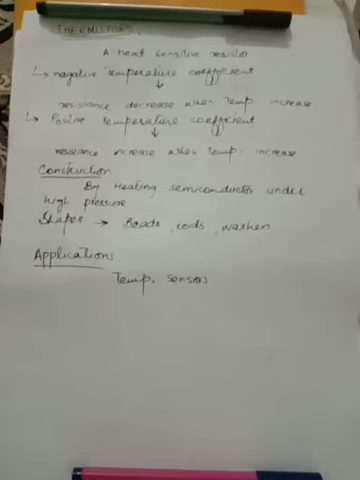 THERMISTORS.
A heat sensitive resistor
↳ negative temperature coefficient
↓
resistance decrease when Temp increase
↳ Positive temperature coefficient
↓
resistance increase when temp. increase
Construction
By Heating semiconductor under
high pressure
Shapes → Beads, rods, washers
Applications
Temp. Sensors